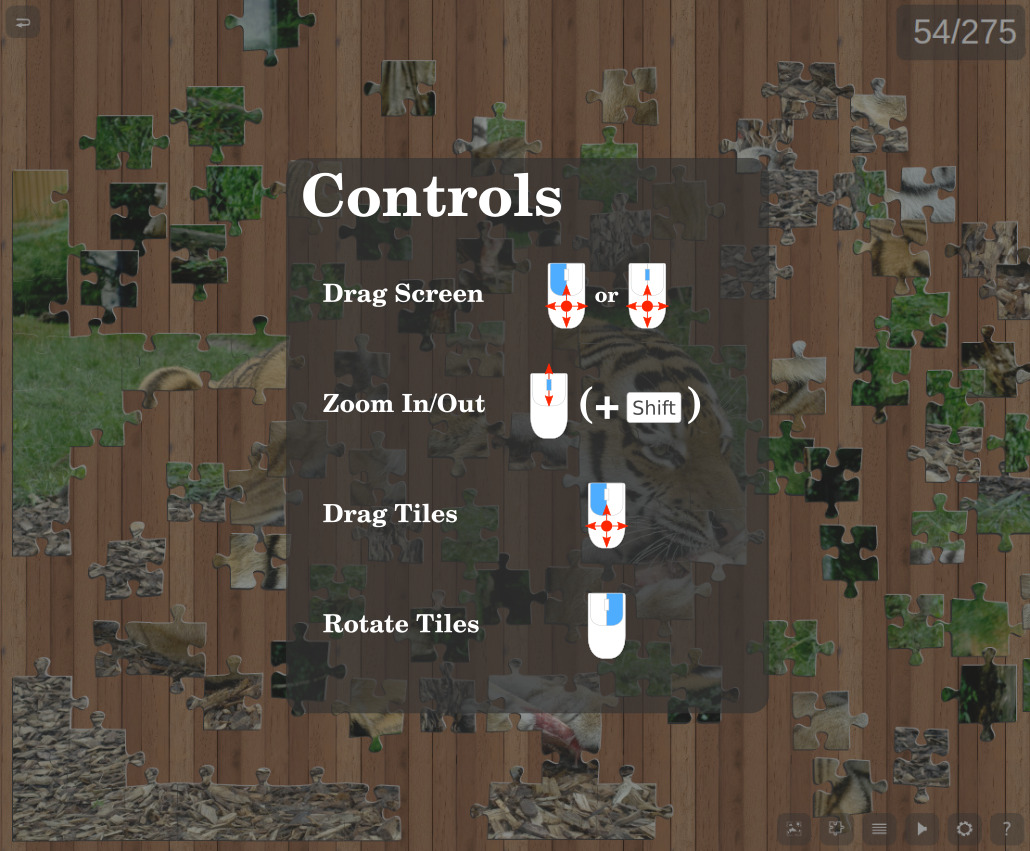 54/275
Controls
Drag Screen or
Zoom In/Out (+ Shift )
Drag Tiles
Rotate Tiles
?